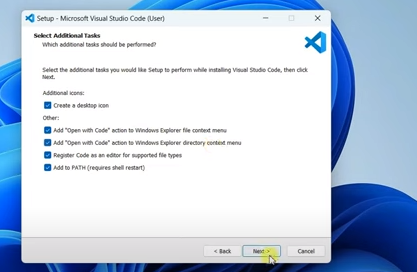 Setup - Microsoft Visual Studio Code (User)
Select Additional Tasks
Which additional tasks should be performed?
Select the additional tasks you would like Setup to perform while installing Visual Studio Code, then click
Next.
Additional icons:
Create a desktop icon
Other:
Add "Open with Code" action to Windows Explorer file context menu
Add "Open with Code" action to Windows Explorer directory context menu
Register Code as an editor for supported file types
Add to PATH (requires shell restart)
< Back
Next >
Cancel